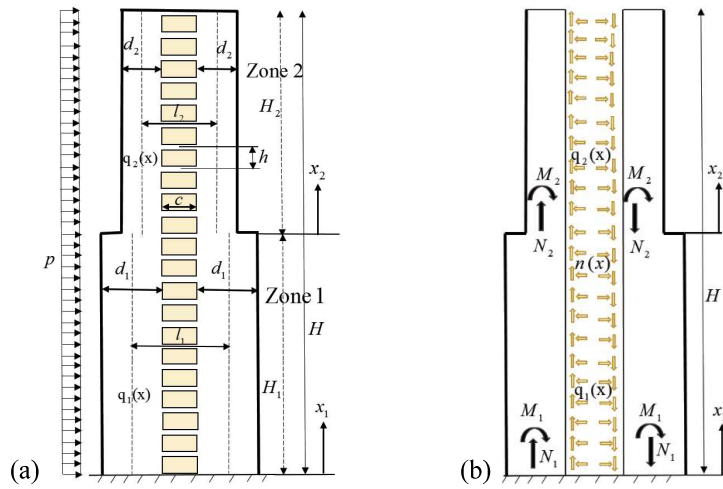 d₂
d₂
Zone 2
l₂
H₂
q₂(x)
h
x₂
c
p
d₁
d₁
Zone 1
H
l₁
q₁(x)
H₁
x₁
(a)
q₂(x)
M₂
M₂
x₂
N₂
N₂
n(x)
H
q₁(x)
M₁
M₁
x
N₁
N₁
(b)